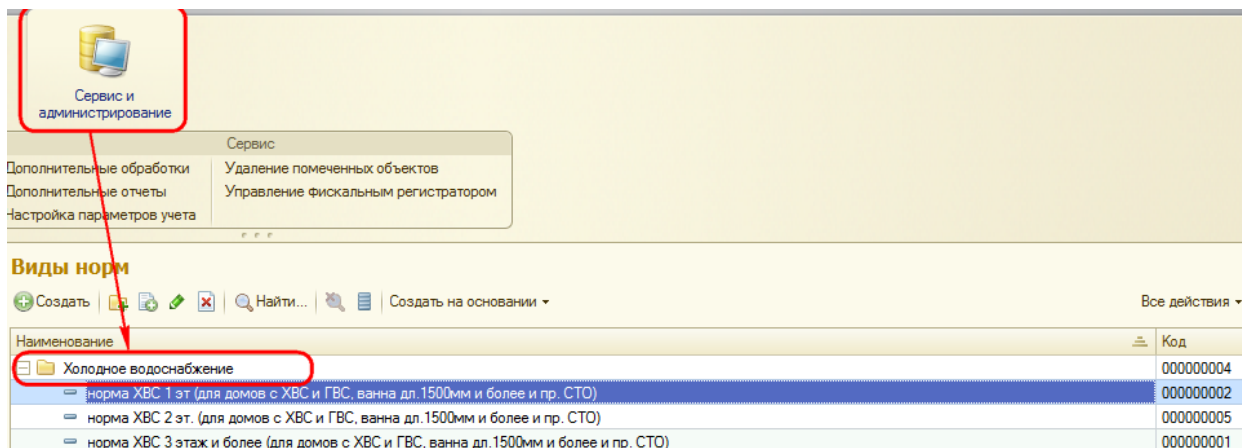 Сервис и
администрирование
Сервис
Дополнительные обработки Удаление помеченных объектов
Дополнительные отчеты Управление фискальным регистратором
Настройка параметров учета
Виды норм
Создать Найти... Создать на основании Все действия
Наименование Код
Холодное водоснабжение 000000004
норма ХВС 1 эт (для домов с ХВС и ГВС, ванна дл.1500мм и более и пр. СТО) 000000002
норма ХВС 2 эт. (для домов с ХВС и ГВС, ванна дл.1500мм и более и пр. СТО) 000000005
норма ХВС 3 этаж и более (для домов с ХВС и ГВС, ванна дл.1500мм и более и пр. СТО) 000000001